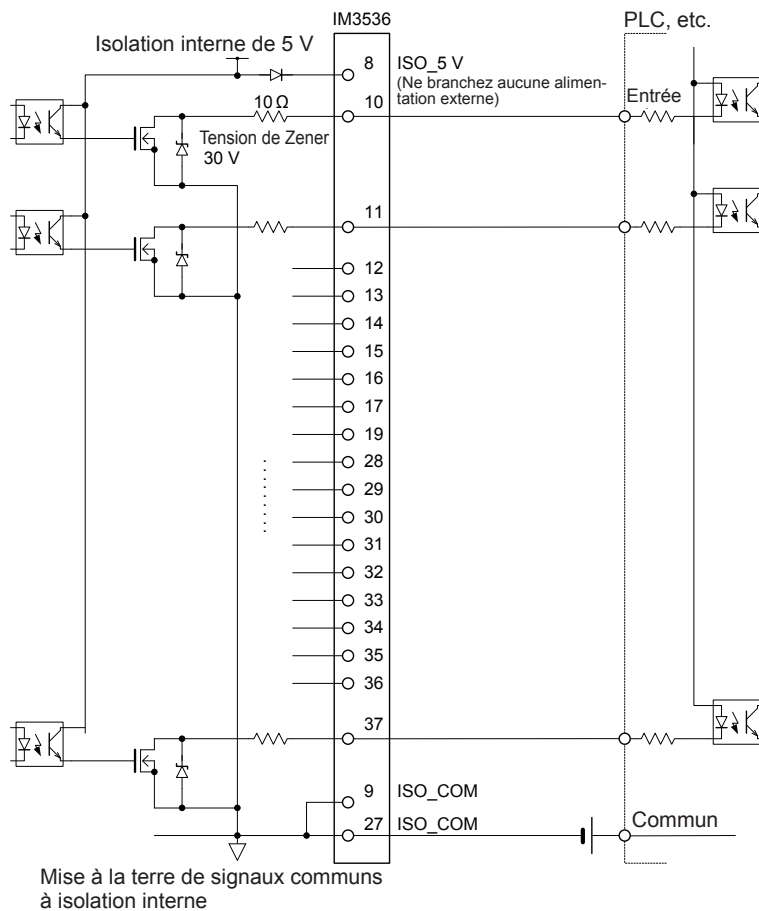 IM3536
PLC, etc.
Isolation interne de 5 V
8
ISO_5 V
(Ne branchez aucune alimen-
tation externe)
10 Ω
10
Entrée
Tension de Zener
30 V
11
12
13
14
15
16
17
19
28
29
30
31
32
33
34
35
36
37
9
ISO_COM
27
ISO_COM
Commun
Mise à la terre de signaux communs
à isolation interne